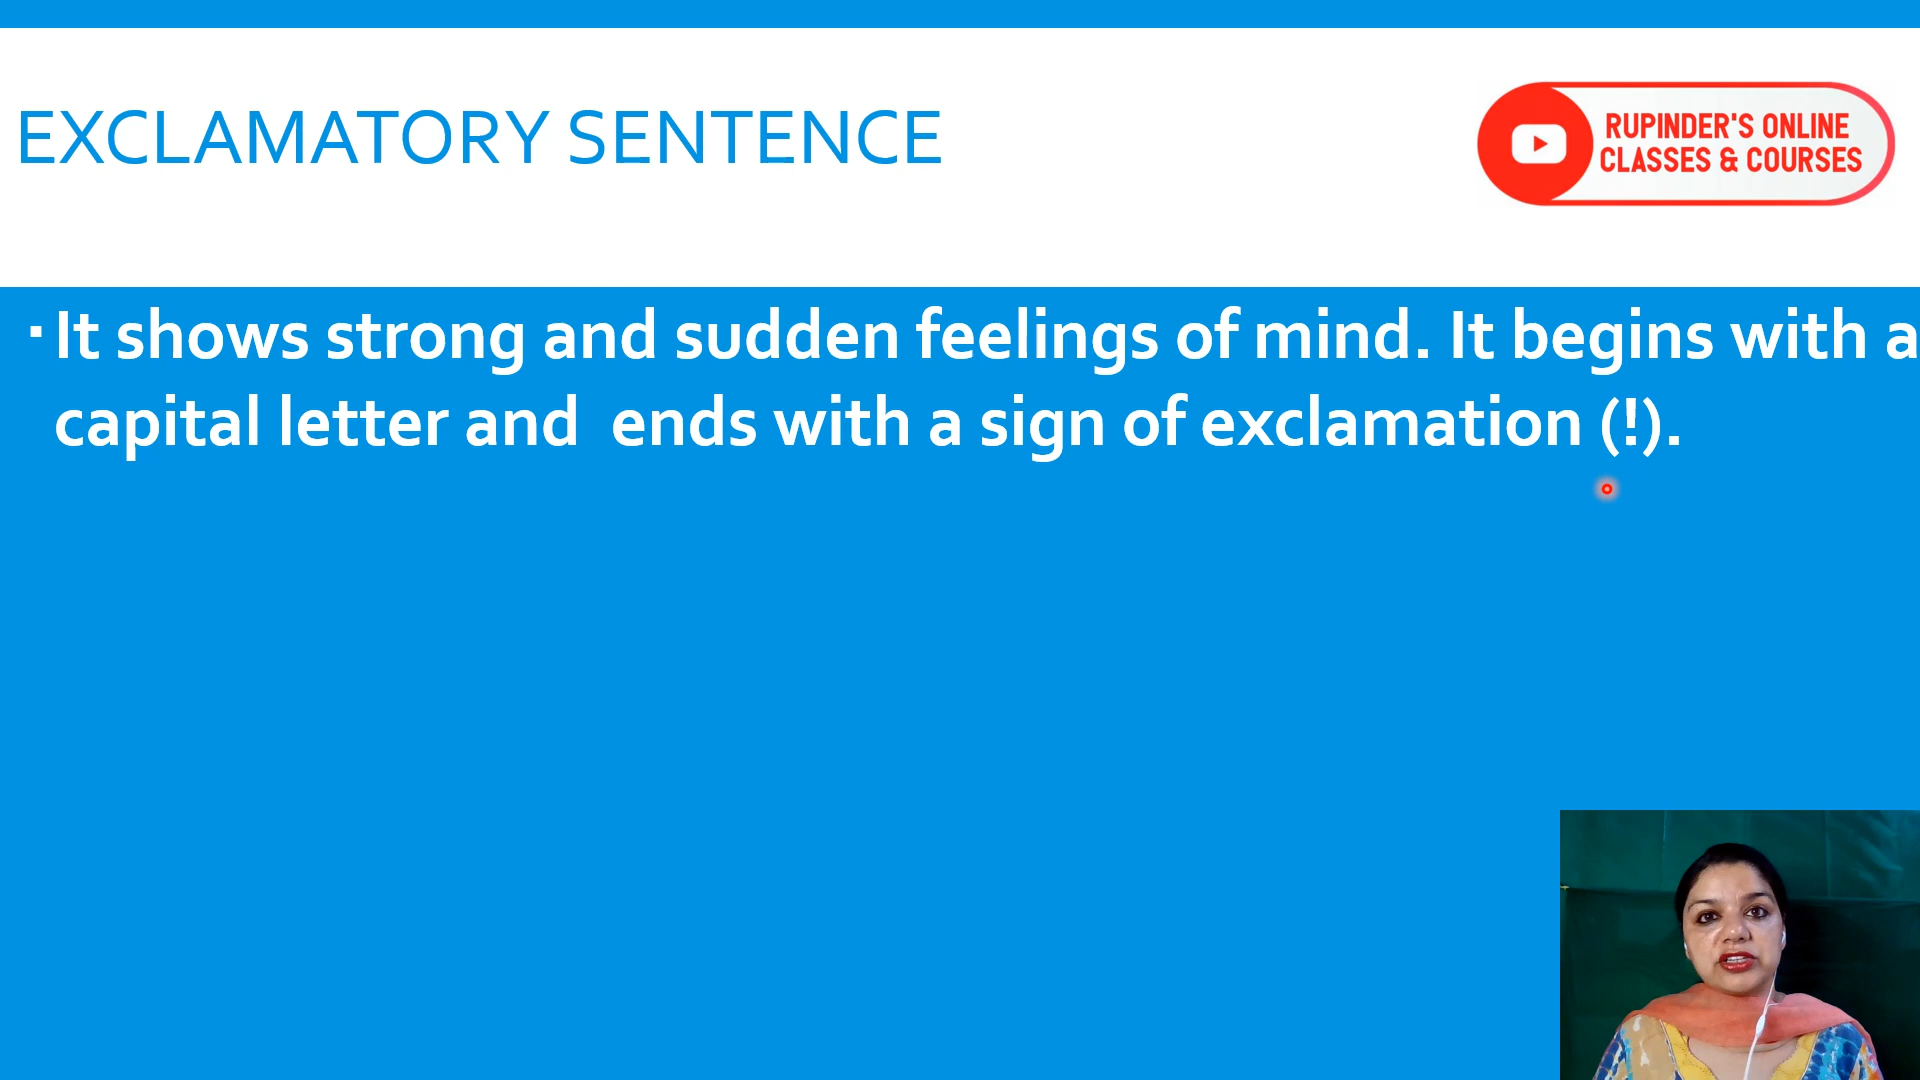 EXCLAMATORY SENTENCE
RUPINDER'S ONLINE
CLASSES & COURSES
▪ It shows strong and sudden feelings of mind. It begins with a
capital letter and  ends with a sign of exclamation (!).